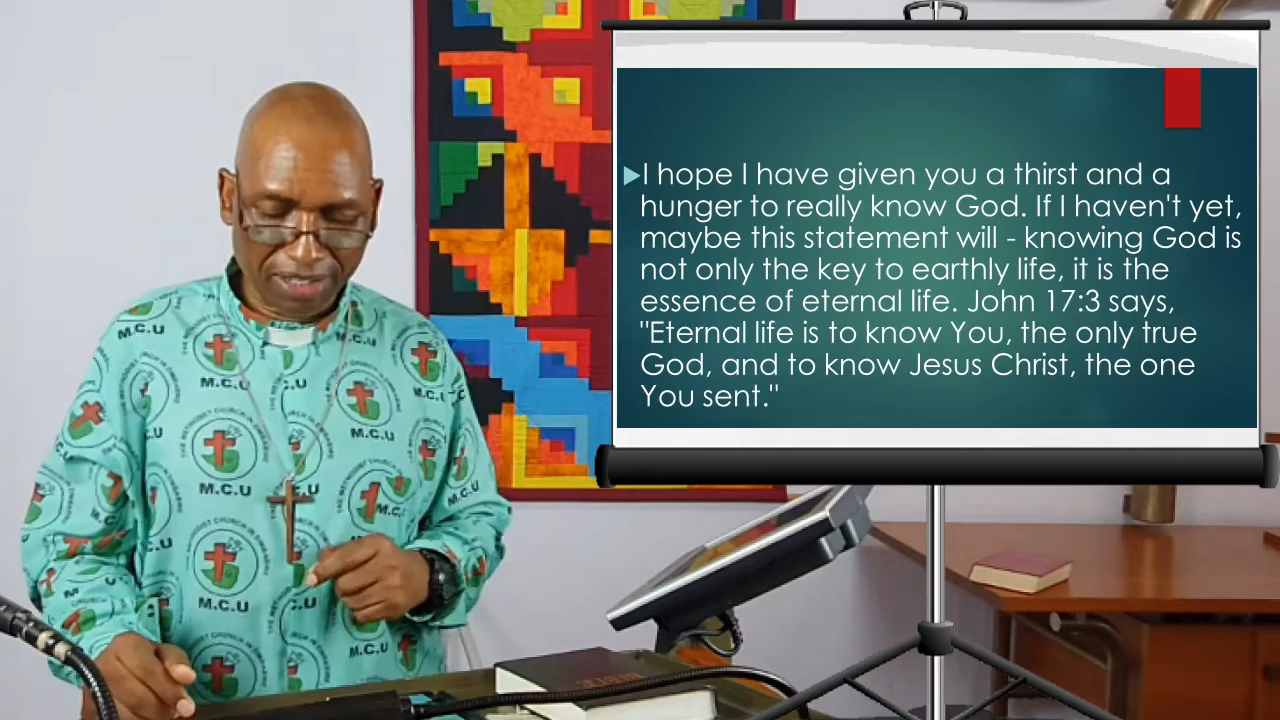 I hope I have given you a thirst and a
hunger to really know God. If I haven't yet,
maybe this statement will - knowing God is
not only the key to earthly life, it is the
essence of eternal life. John 17:3 says,
"Eternal life is to know You, the only true
God, and to know Jesus Christ, the one
You sent."
M.C.U
M.C.U
M.C.U
M.C.U
M.C.U
M.C.U
M.C.U
M.C.U